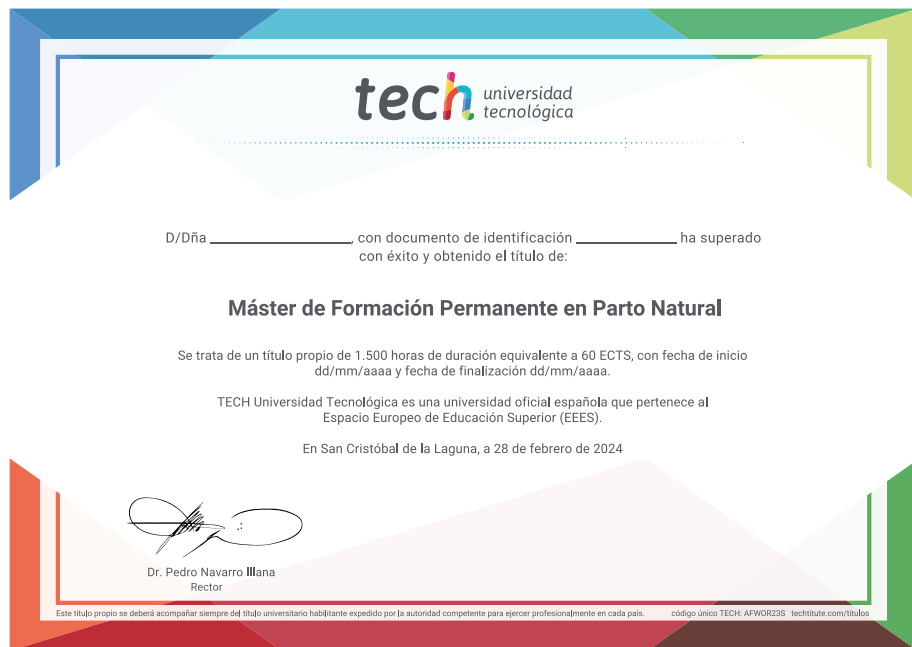 tech universidad
tecnológica
D/Dña ____________________, con documento de identificación ______________ ha superado
con éxito y obtenido el título de:
Máster de Formación Permanente en Parto Natural
Se trata de un título propio de 1.500 horas de duración equivalente a 60 ECTS, con fecha de inicio
dd/mm/aaaa y fecha de finalización dd/mm/aaaa.
TECH Universidad Tecnológica es una universidad oficial española que pertenece al
Espacio Europeo de Educación Superior (EEES).
En San Cristóbal de la Laguna, a 28 de febrero de 2024
Dr. Pedro Navarro Illana
Rector
Este título propio se deberá acompañar siempre del título universitario habilitante expedido por la autoridad competente para ejercer profesionalmente en cada país. código único TECH: AFWOR23S techtitute.com/titulos